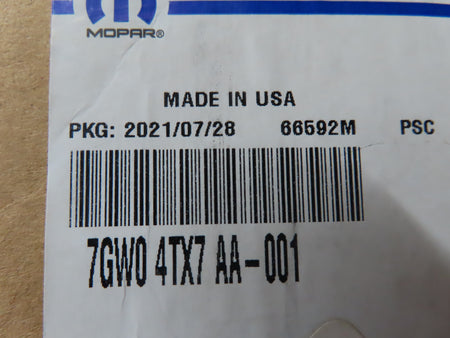 MOPAR®
MADE IN USA
PKG: 2021/07/28 66592M PSC
7GW0 4TX7 AA-001